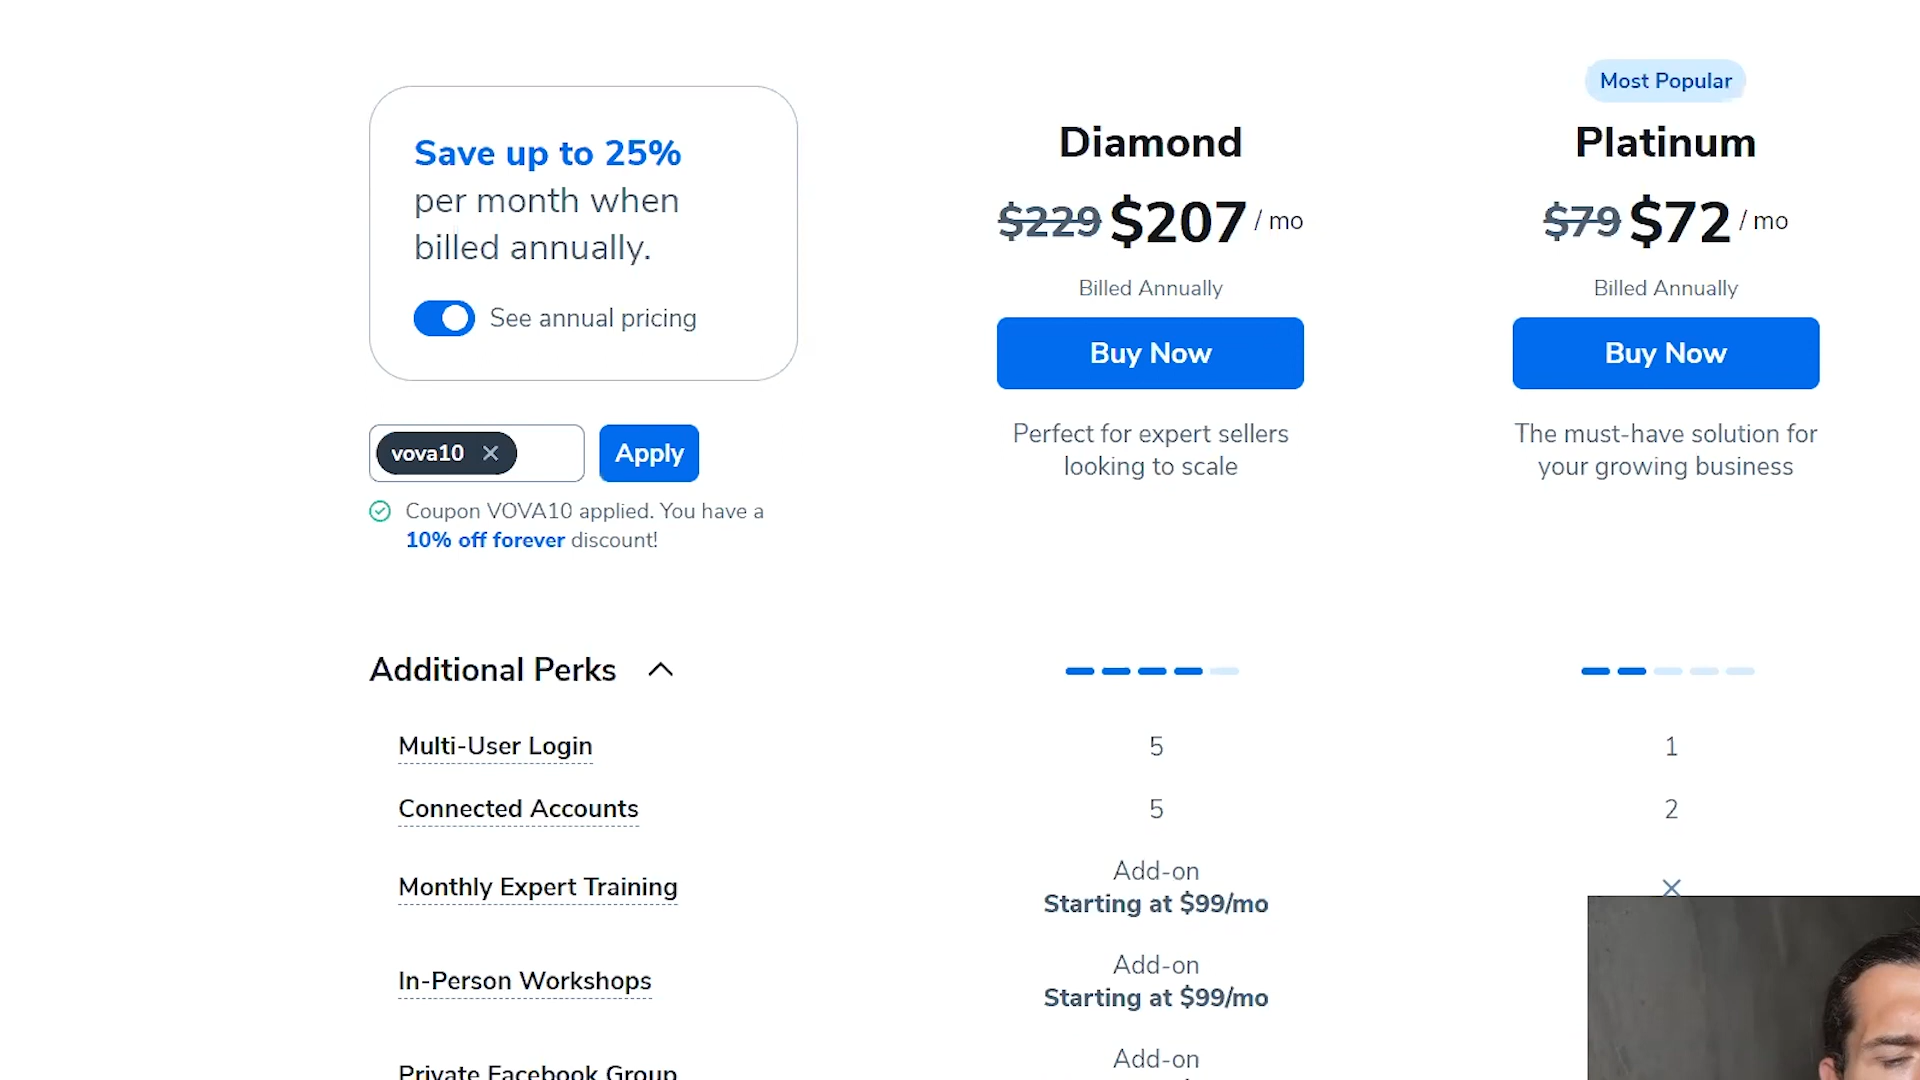 Save up to 25%
per month when
billed annually.
See annual pricing
vova10
Apply
Coupon VOVA10 applied. You have a
10% off forever discount!
Diamond
$229 $207 / mo
Billed Annually
Buy Now
Perfect for expert sellers
looking to scale
Most Popular
Platinum
$79 $72 / mo
Billed Annually
Buy Now
The must-have solution for
your growing business
Additional Perks
Multi-User Login 5 1
Connected Accounts 5 2
Monthly Expert Training
Add-on
Starting at $99/mo
In-Person Workshops
Add-on
Starting at $99/mo
Private Facebook Group
Add-on